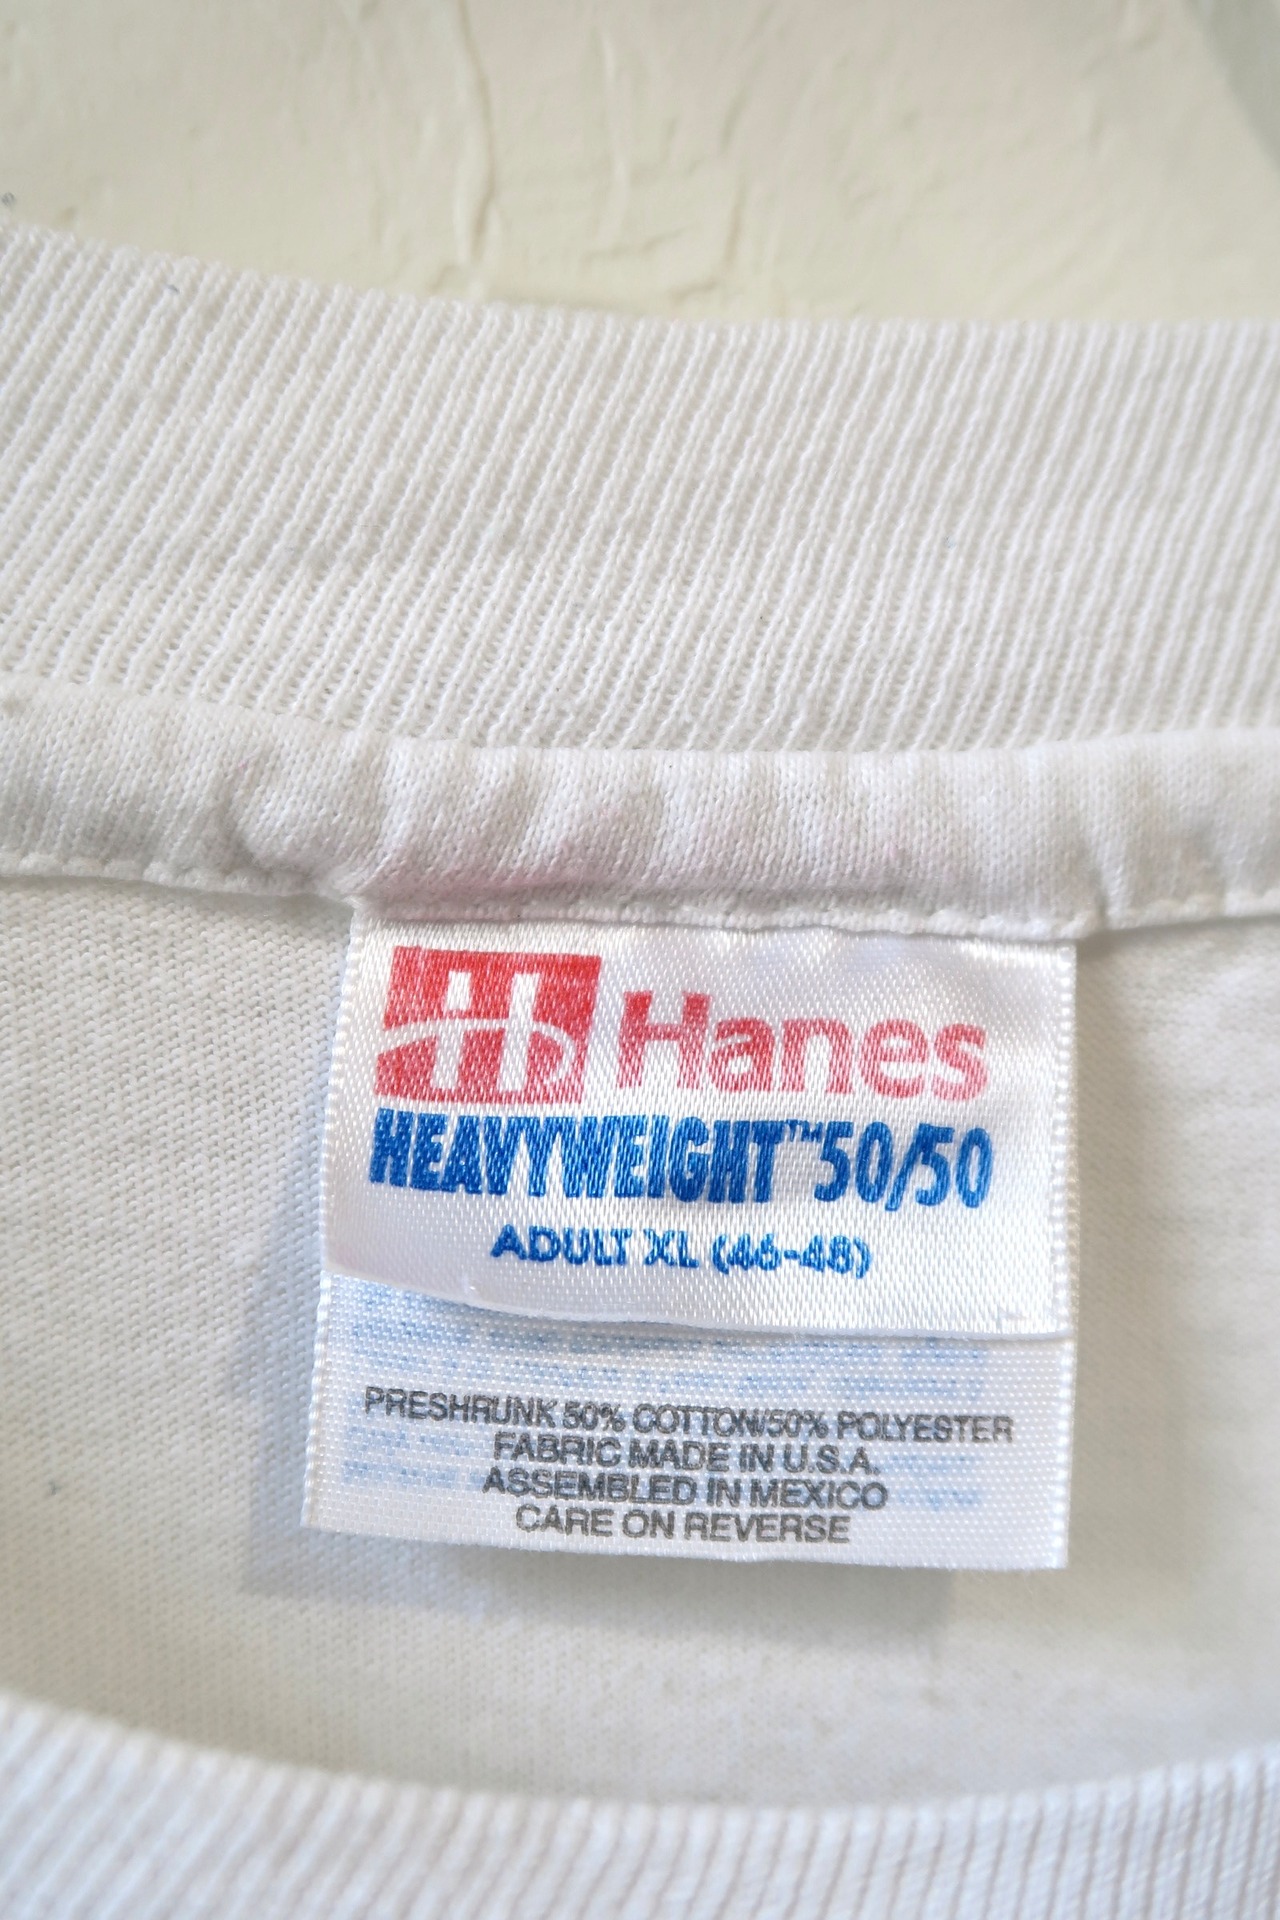 Hanes
HEAVYWEIGHT™50/50
ADULT XL (46-48)
PRESHRUNK 50% COTTON/50% POLYESTER
FABRIC MADE IN U.S.A.
ASSEMBLED IN MEXICO
CARE ON REVERSE